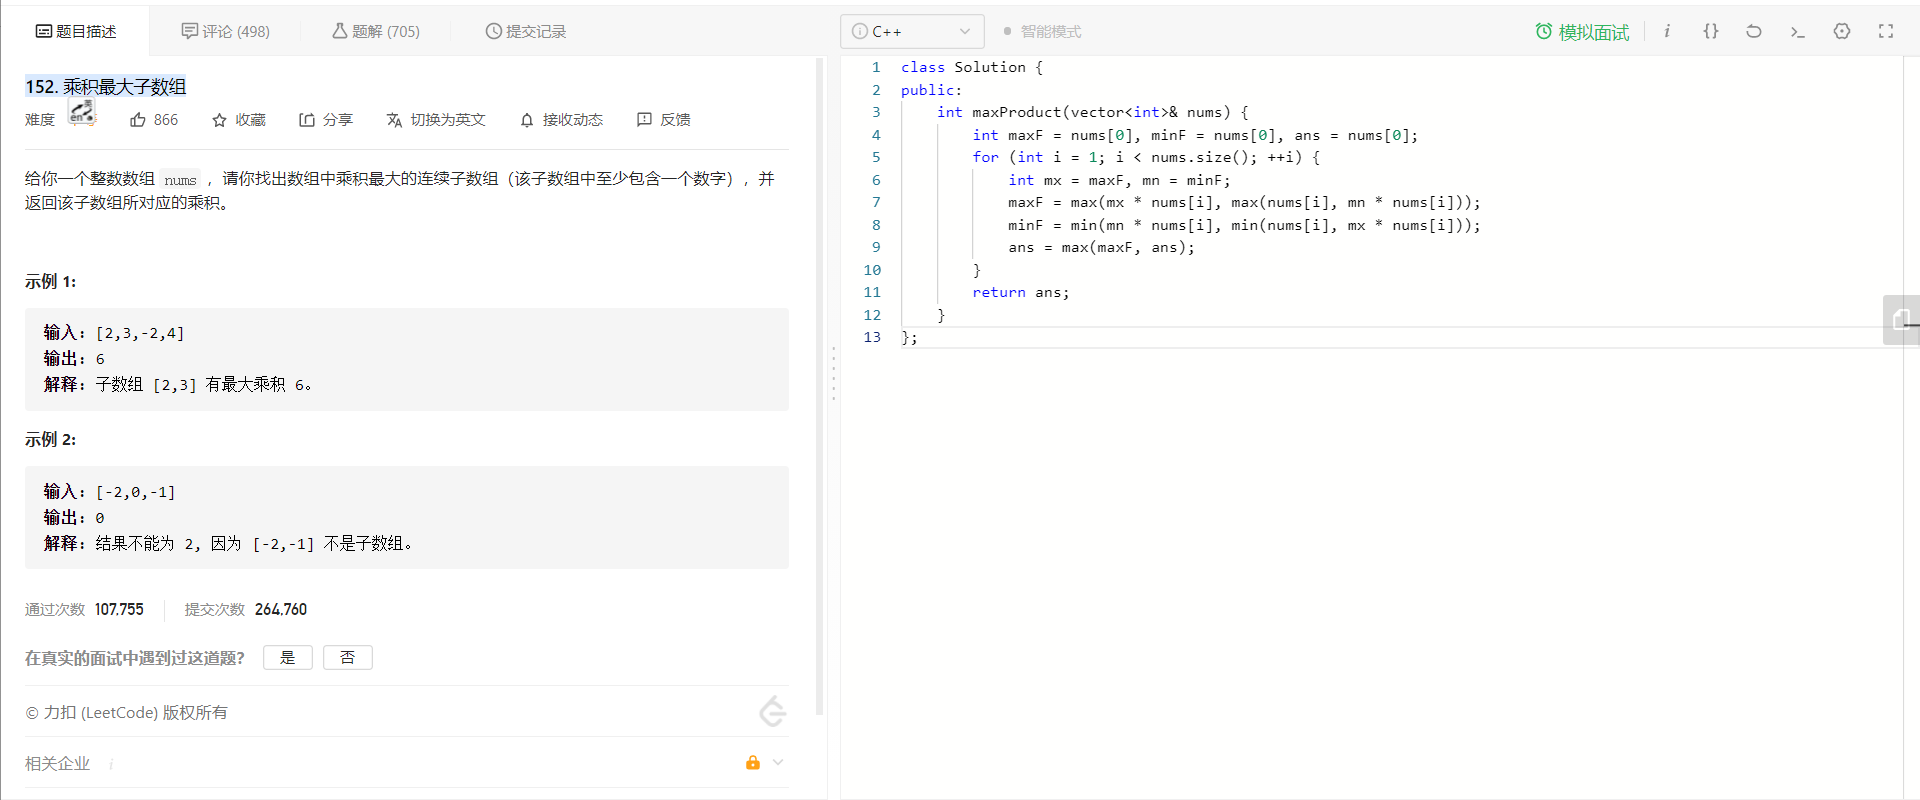 题目描述
评论 (498)
题解 (705)
提交记录
C++
智能模式
模拟面试
152. 乘积最大子数组
难度
英
en
866
收藏
分享
切换为英文
接收动态
反馈
给你一个整数数组 nums ，请你找出数组中乘积最大的连续子数组（该子数组中至少包含一个数字），并
返回该子数组所对应的乘积。
示例 1:
输入: [2,3,-2,4]
输出: 6
解释: 子数组 [2,3] 有最大乘积 6。
示例 2:
输入: [-2,0,-1]
输出: 0
解释: 结果不能为 2, 因为 [-2,-1] 不是子数组。
通过次数 107,755 提交次数 264,760
在真实的面试中遇到过这道题? 是 否
© 力扣 (LeetCode) 版权所有
相关企业 i
1 class Solution {
2 public:
3 int maxProduct(vector<int>& nums) {
4 int maxF = nums[0], minF = nums[0], ans = nums[0];
5 for (int i = 1; i < nums.size(); ++i) {
6 int mx = maxF, mn = minF;
7 maxF = max(mx * nums[i], max(nums[i], mn * nums[i]));
8 minF = min(mn * nums[i], min(nums[i], mx * nums[i]));
9 ans = max(maxF, ans);
10 }
11 return ans;
12 }
13 };